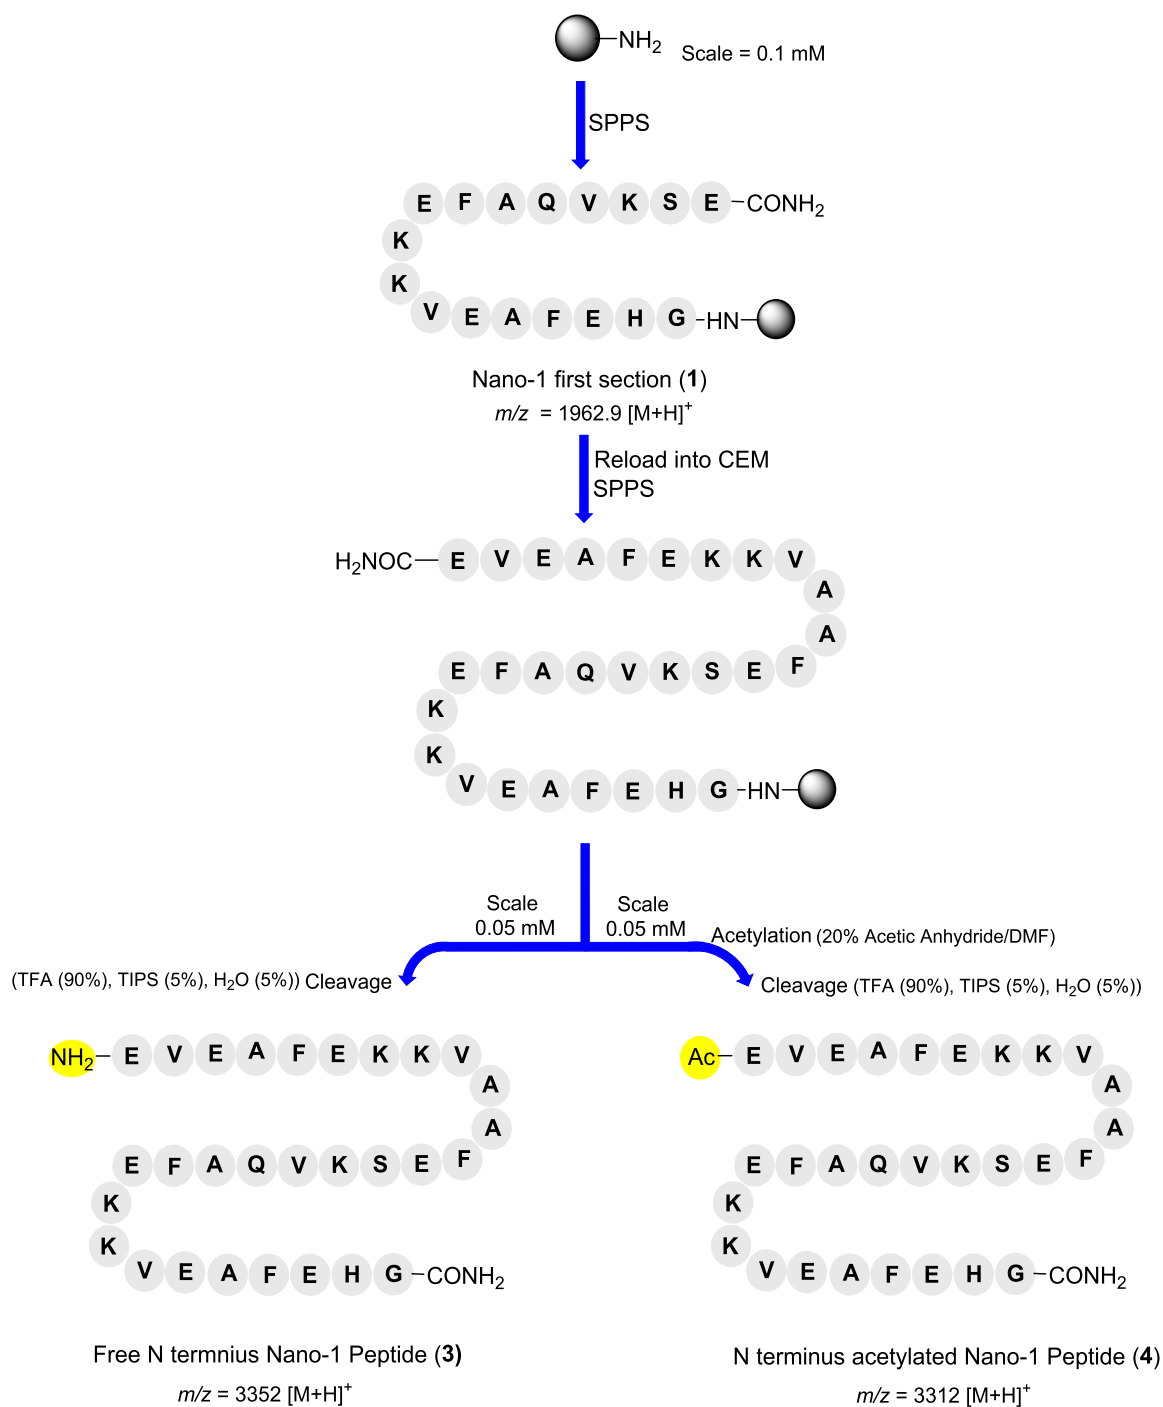 NH2
Scale = 0.1 mM
SPPS
E F A Q V K S E CONH2
K
K
V E A F E H G HN
Nano-1 first section (1)
m/z = 1962.9 [M+H]+
Reload into CEM
SPPS
H2NOC E V E A F E K K V
A
A
E F A Q V K S E F
K
K
V E A F E H G HN
Scale
0.05 mM
Scale
0.05 mM
Acetylation (20% Acetic Anhydride/DMF)
(TFA (90%), TIPS (5%), H2O (5%)) Cleavage
Cleavage (TFA (90%), TIPS (5%), H2O (5%))
NH2 E V E A F E K K V
A
A
E F A Q V K S E F
K
K
V E A F E H G CONH2
Free N termnius Nano-1 Peptide (3)
m/z = 3352 [M+H]+
Ac E V E A F E K K V
A
A
E F A Q V K S E F
K
K
V E A F E H G CONH2
N terminus acetylated Nano-1 Peptide (4)
m/z = 3312 [M+H]+